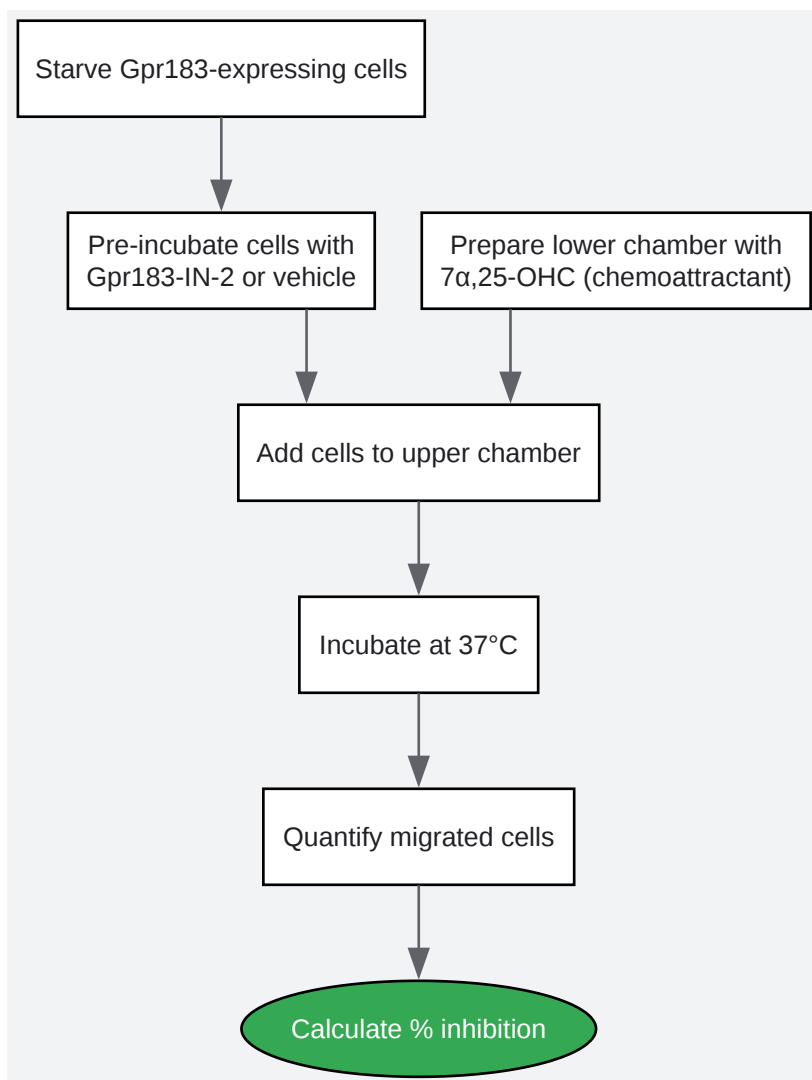 Starve Gpr183-expressing cells
Pre-incubate cells with
Gpr183-IN-2 or vehicle
Prepare lower chamber with
7α,25-OHC (chemoattractant)
Add cells to upper chamber
Incubate at 37°C
Quantify migrated cells
Calculate % inhibition